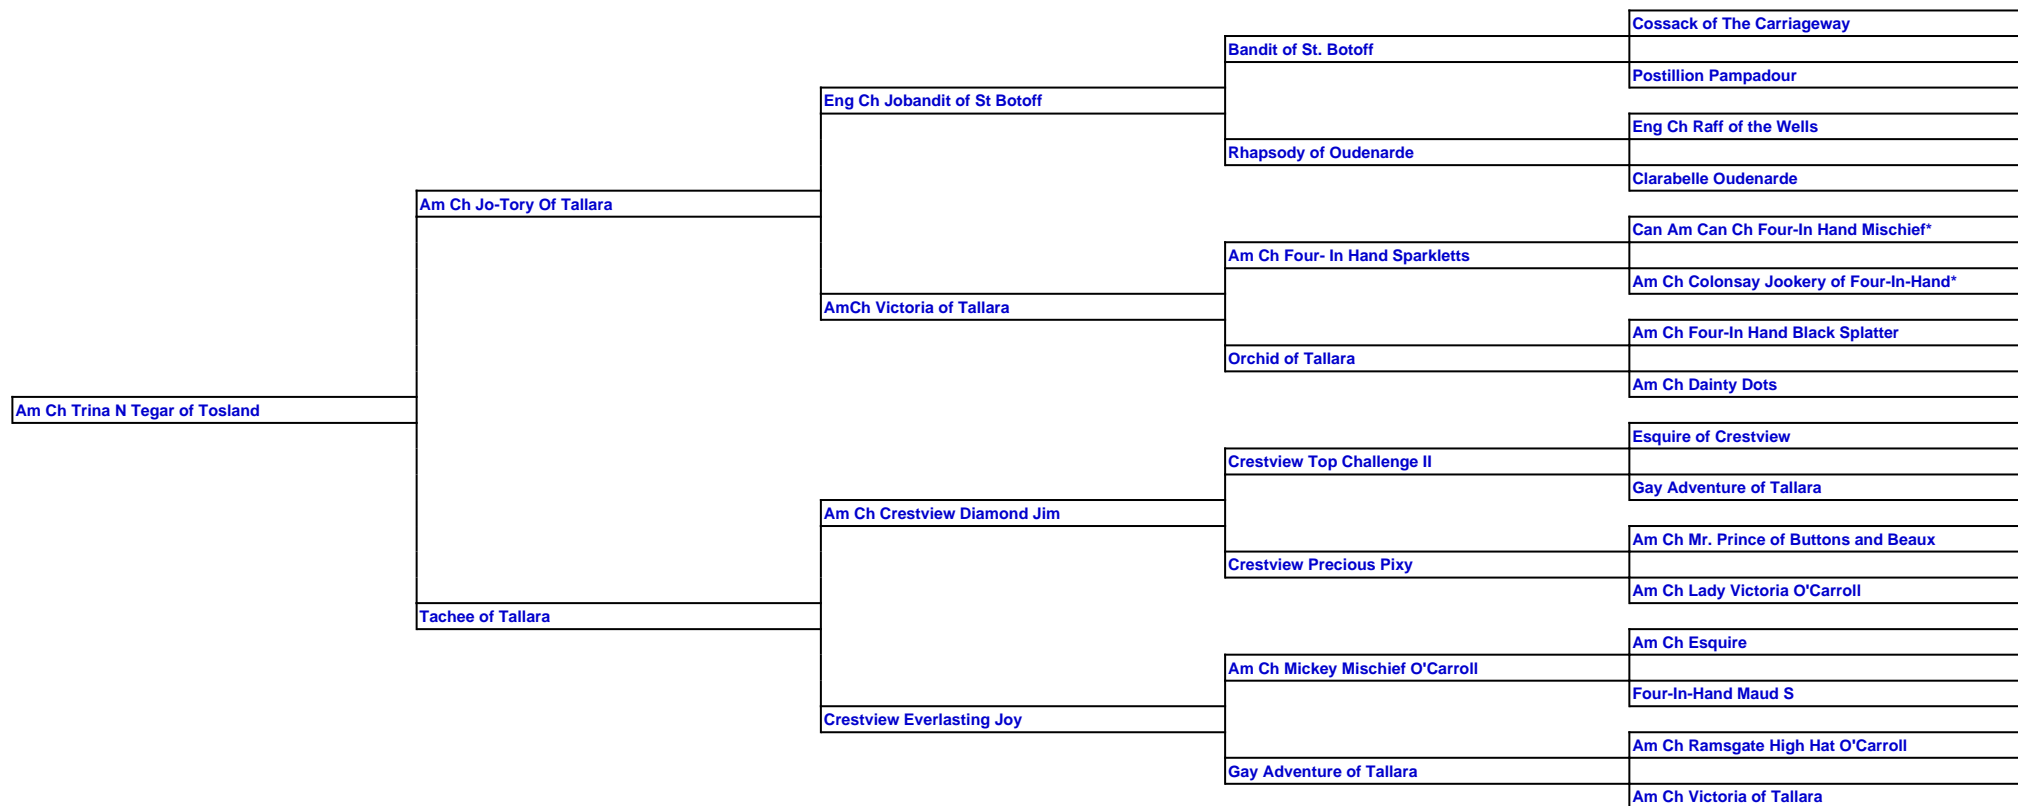 Cossack of The Carriageway
Bandit of St. Botoff
Postillion Pampadour
Eng Ch Jobandit of St Botoff
Eng Ch Raff of the Wells
Rhapsody of Oudenarde
Clarabelle Oudenarde
Am Ch Jo-Tory Of Tallara
Can Am Can Ch Four-In Hand Mischief*
Am Ch Four- In Hand Sparkletts
Am Ch Colonsay Jookery of Four-In-Hand*
AmCh Victoria of Tallara
Am Ch Four-In Hand Black Splatter
Orchid of Tallara
Am Ch Dainty Dots
Am Ch Trina N Tegar of Tosland
Esquire of Crestview
Crestview Top Challenge II
Gay Adventure of Tallara
Am Ch Crestview Diamond Jim
Am Ch Mr. Prince of Buttons and Beaux
Crestview Precious Pixy
Am Ch Lady Victoria O'Carroll
Tachee of Tallara
Am Ch Esquire
Am Ch Mickey Mischief O'Carroll
Four-In-Hand Maud S
Crestview Everlasting Joy
Am Ch Ramsgate High Hat O'Carroll
Gay Adventure of Tallara
Am Ch Victoria of Tallara